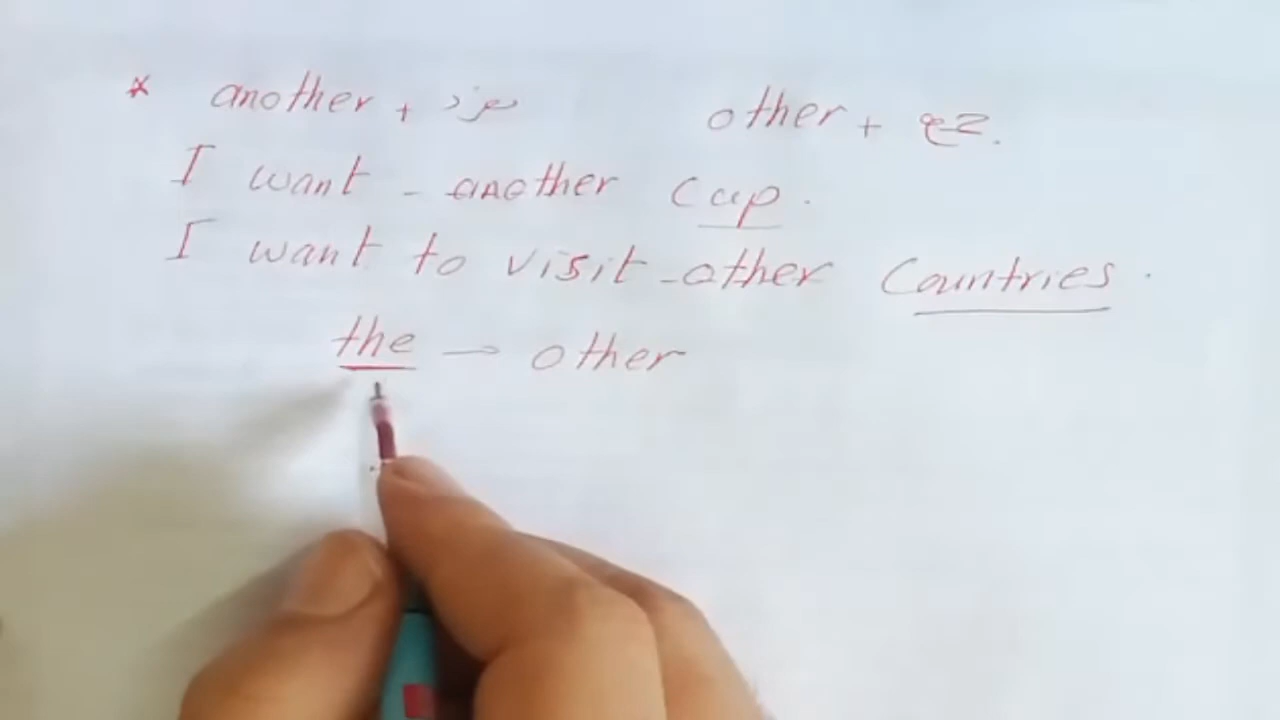 * another + مفرد other + جمع.
I want another cup.
I want to visit other Countries.
the — other